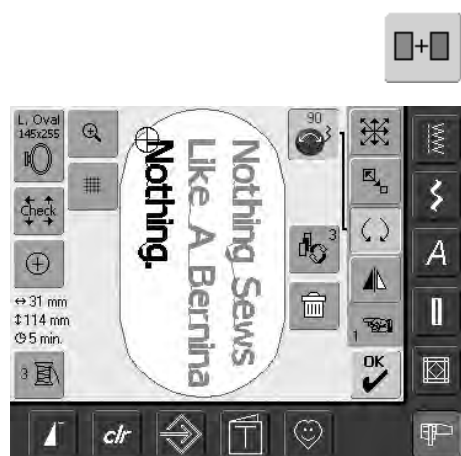 L. Oval
145x255
Check
31 mm
114 mm
5 min.
3
90
3
1
OK
Nothing Sews
Like A Bernina
Nothing.
A
clr
T